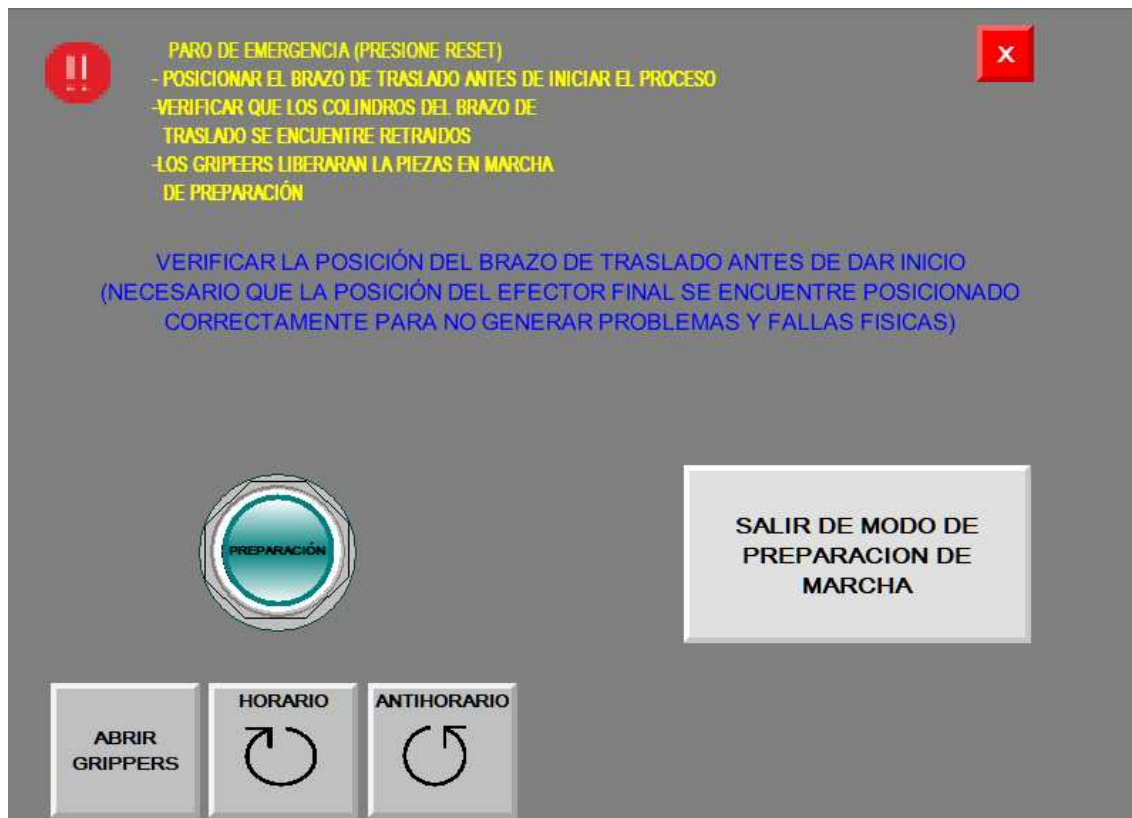 PARO DE EMERGENCIA (PRESIONE RESET)
- POSICIONAR EL BRAZO DE TRASLADO ANTES DE INICIAR EL PROCESO
-VERIFICAR QUE LOS COLINDROS DEL BRAZO DE
TRASLADO SE ENCUENTRE RETRAIDOS
-LOS GRIPEERS LIBERARAN LA PIEZAS EN MARCHA
DE PREPARACIÓN
X
VERIFICAR LA POSICIÓN DEL BRAZO DE TRASLADO ANTES DE DAR INICIO
(NECESARIO QUE LA POSICIÓN DEL EFECTOR FINAL SE ENCUENTRE POSICIONADO
CORRECTAMENTE PARA NO GENERAR PROBLEMAS Y FALLAS FISICAS)
PREPARACIÓN
SALIR DE MODO DE
PREPARACION DE
MARCHA
ABRIR
GRIPPERS
HORARIO
ANTIHORARIO